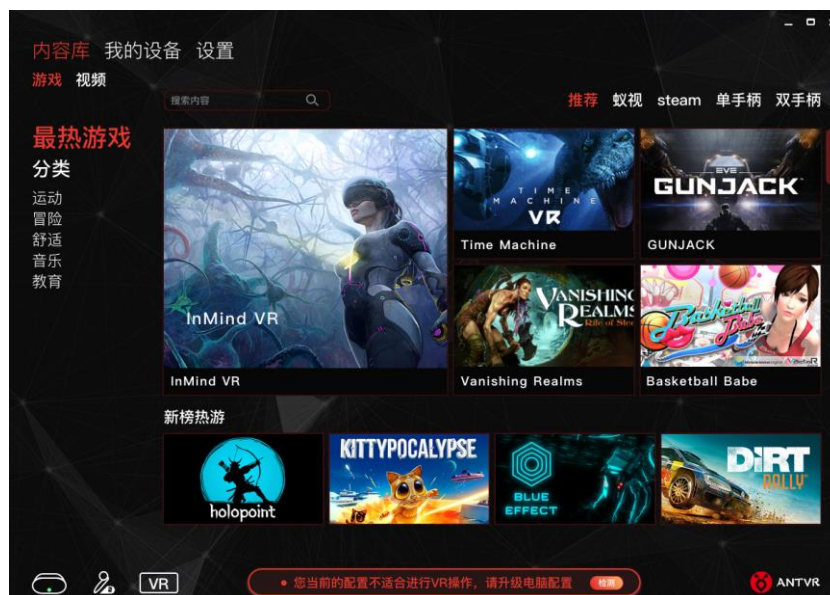 内容库 我的设备 设置
游戏 视频
搜索内容
推荐 蚁视 steam 单手柄 双手柄
最热游戏
分类
运动
冒险
舒适
音乐
教育
InMind VR
InMind VR
TIME
MACHINE
VR
Time Machine
EVE
GUNJACK
GUNJACK
VANISHING
REALMS
Vanishing Realms
Basketball
Babe
Basketball Babe
新榜热游
holopoint
KITTYPOCALYPSE
BLUE
EFFECT
DiRT
RALLY
VR
您当前的配置不适合进行VR操作，请升级电脑配置 检测
ANTVR